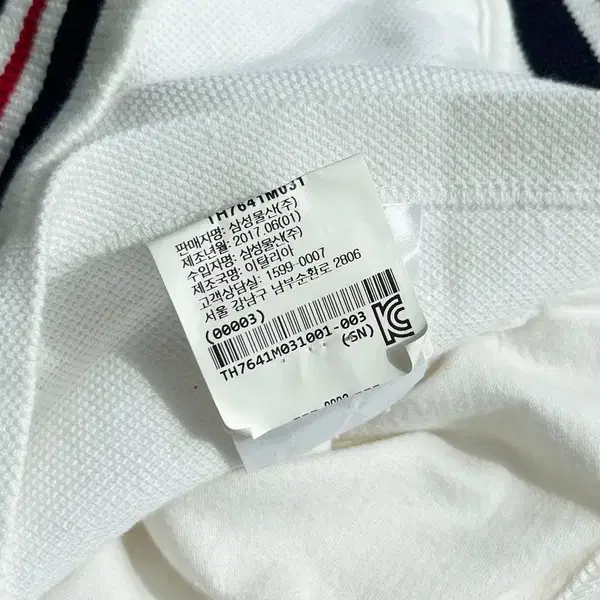 TH7641M031
판매자명: 삼성물산(주)
제조년월: 2017.06(01)
수입자명: 삼성물산(주)
제조국명: 이탈리아
고객상담실: 1599-0007
서울 강남구 남부순환로 2806
(00003)
TH7641M031001-003
(SN)